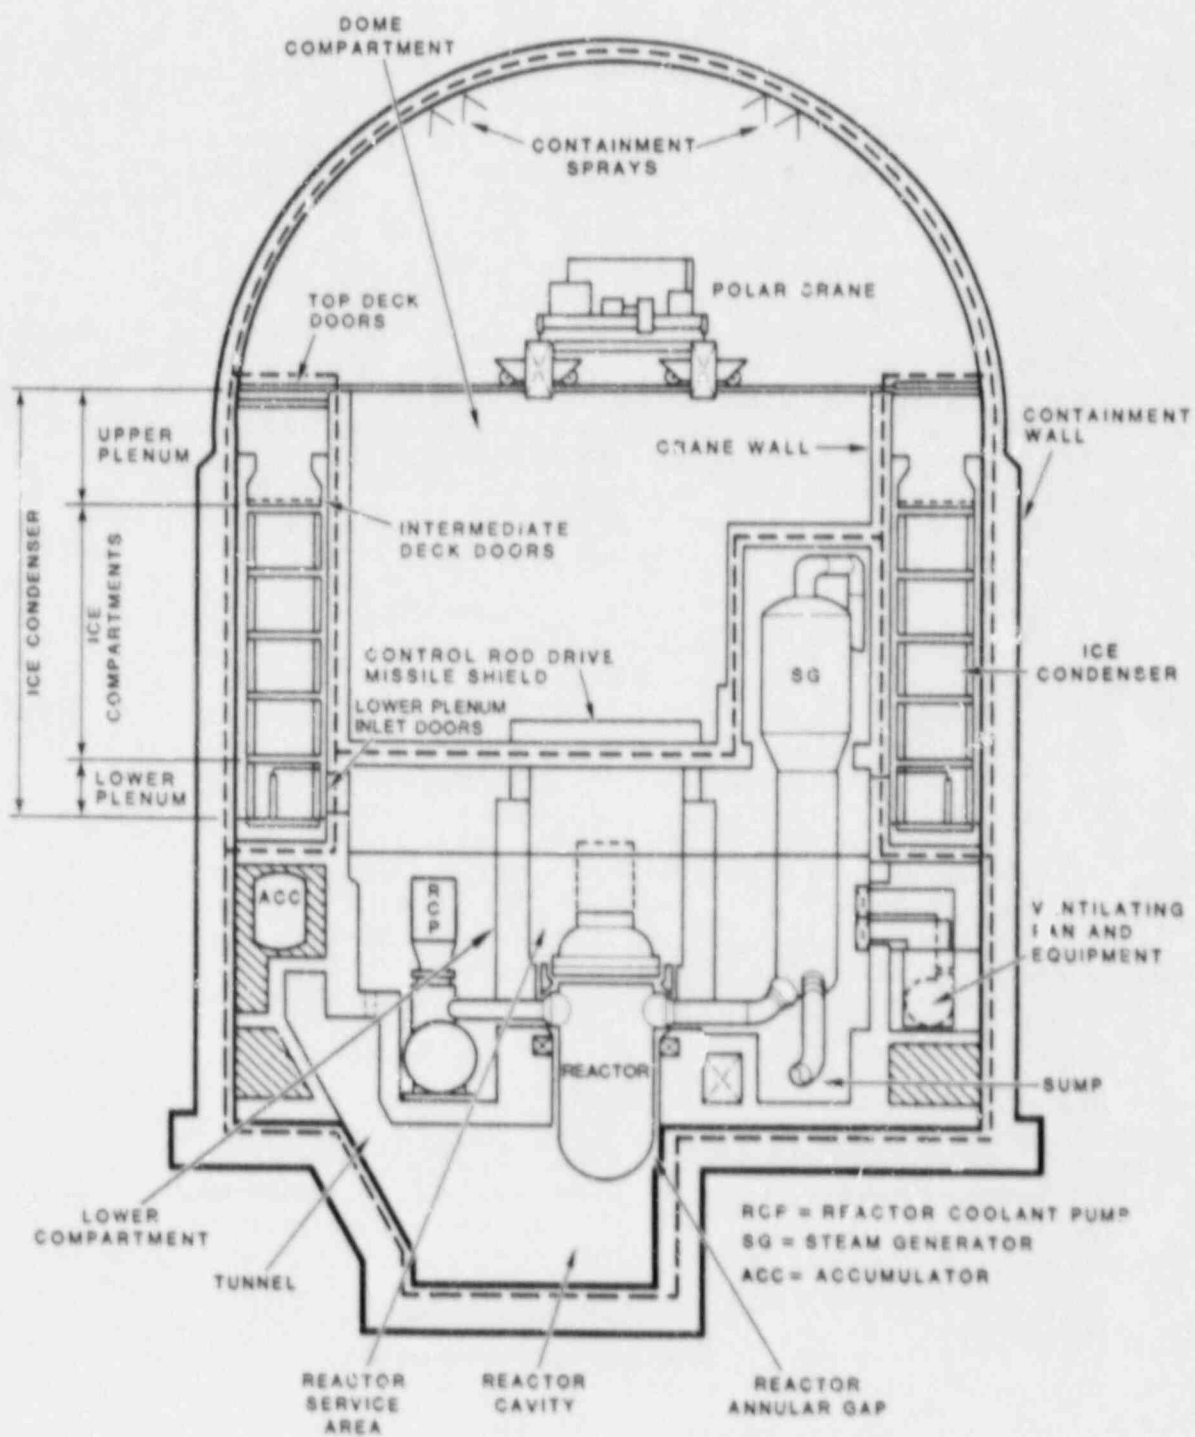 DOME
COMPARTMENT
CONTAINMENT
SPRAYS
POLAR CRANE
TOP DECK
DOORS
UPPER
PLENUM
CRANE WALL
CONTAINMENT
WALL
INTERMEDIATE
DECK DOORS
ICE CONDENSER
ICE
COMPARTMENTS
CONTROL ROD DRIVE
MISSILE SHIELD
SG
ICE
CONDENSER
LOWER PLENUM
INLET DOORS
LOWER
PLENUM
ACC
RCP
VENTILATING
FAN AND
EQUIPMENT
REACTOR
SUMP
LOWER
COMPARTMENT
TUNNEL
RCP = REACTOR COOLANT PUMP
SG = STEAM GENERATOR
ACC = ACCUMULATOR
REACTOR
SERVICE
AREA
REACTOR
CAVITY
REACTOR
ANNULAR GAP